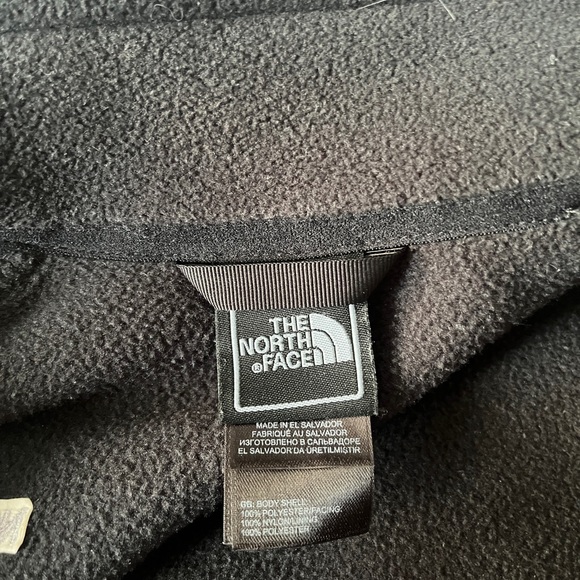 THE
NORTH
FACE
MADE IN EL SALVADOR
FABRIQUÉ AU SALVADOR
ИЗГОТОВЛЕНО В САЛЬВАДОРЕ
EL SALVADOR'DA ÜRETILMIŞTIR
GB: BODY SHELL:
100% POLYESTER/FACING:
100% NYLON/LINING:
100% POLYESTER